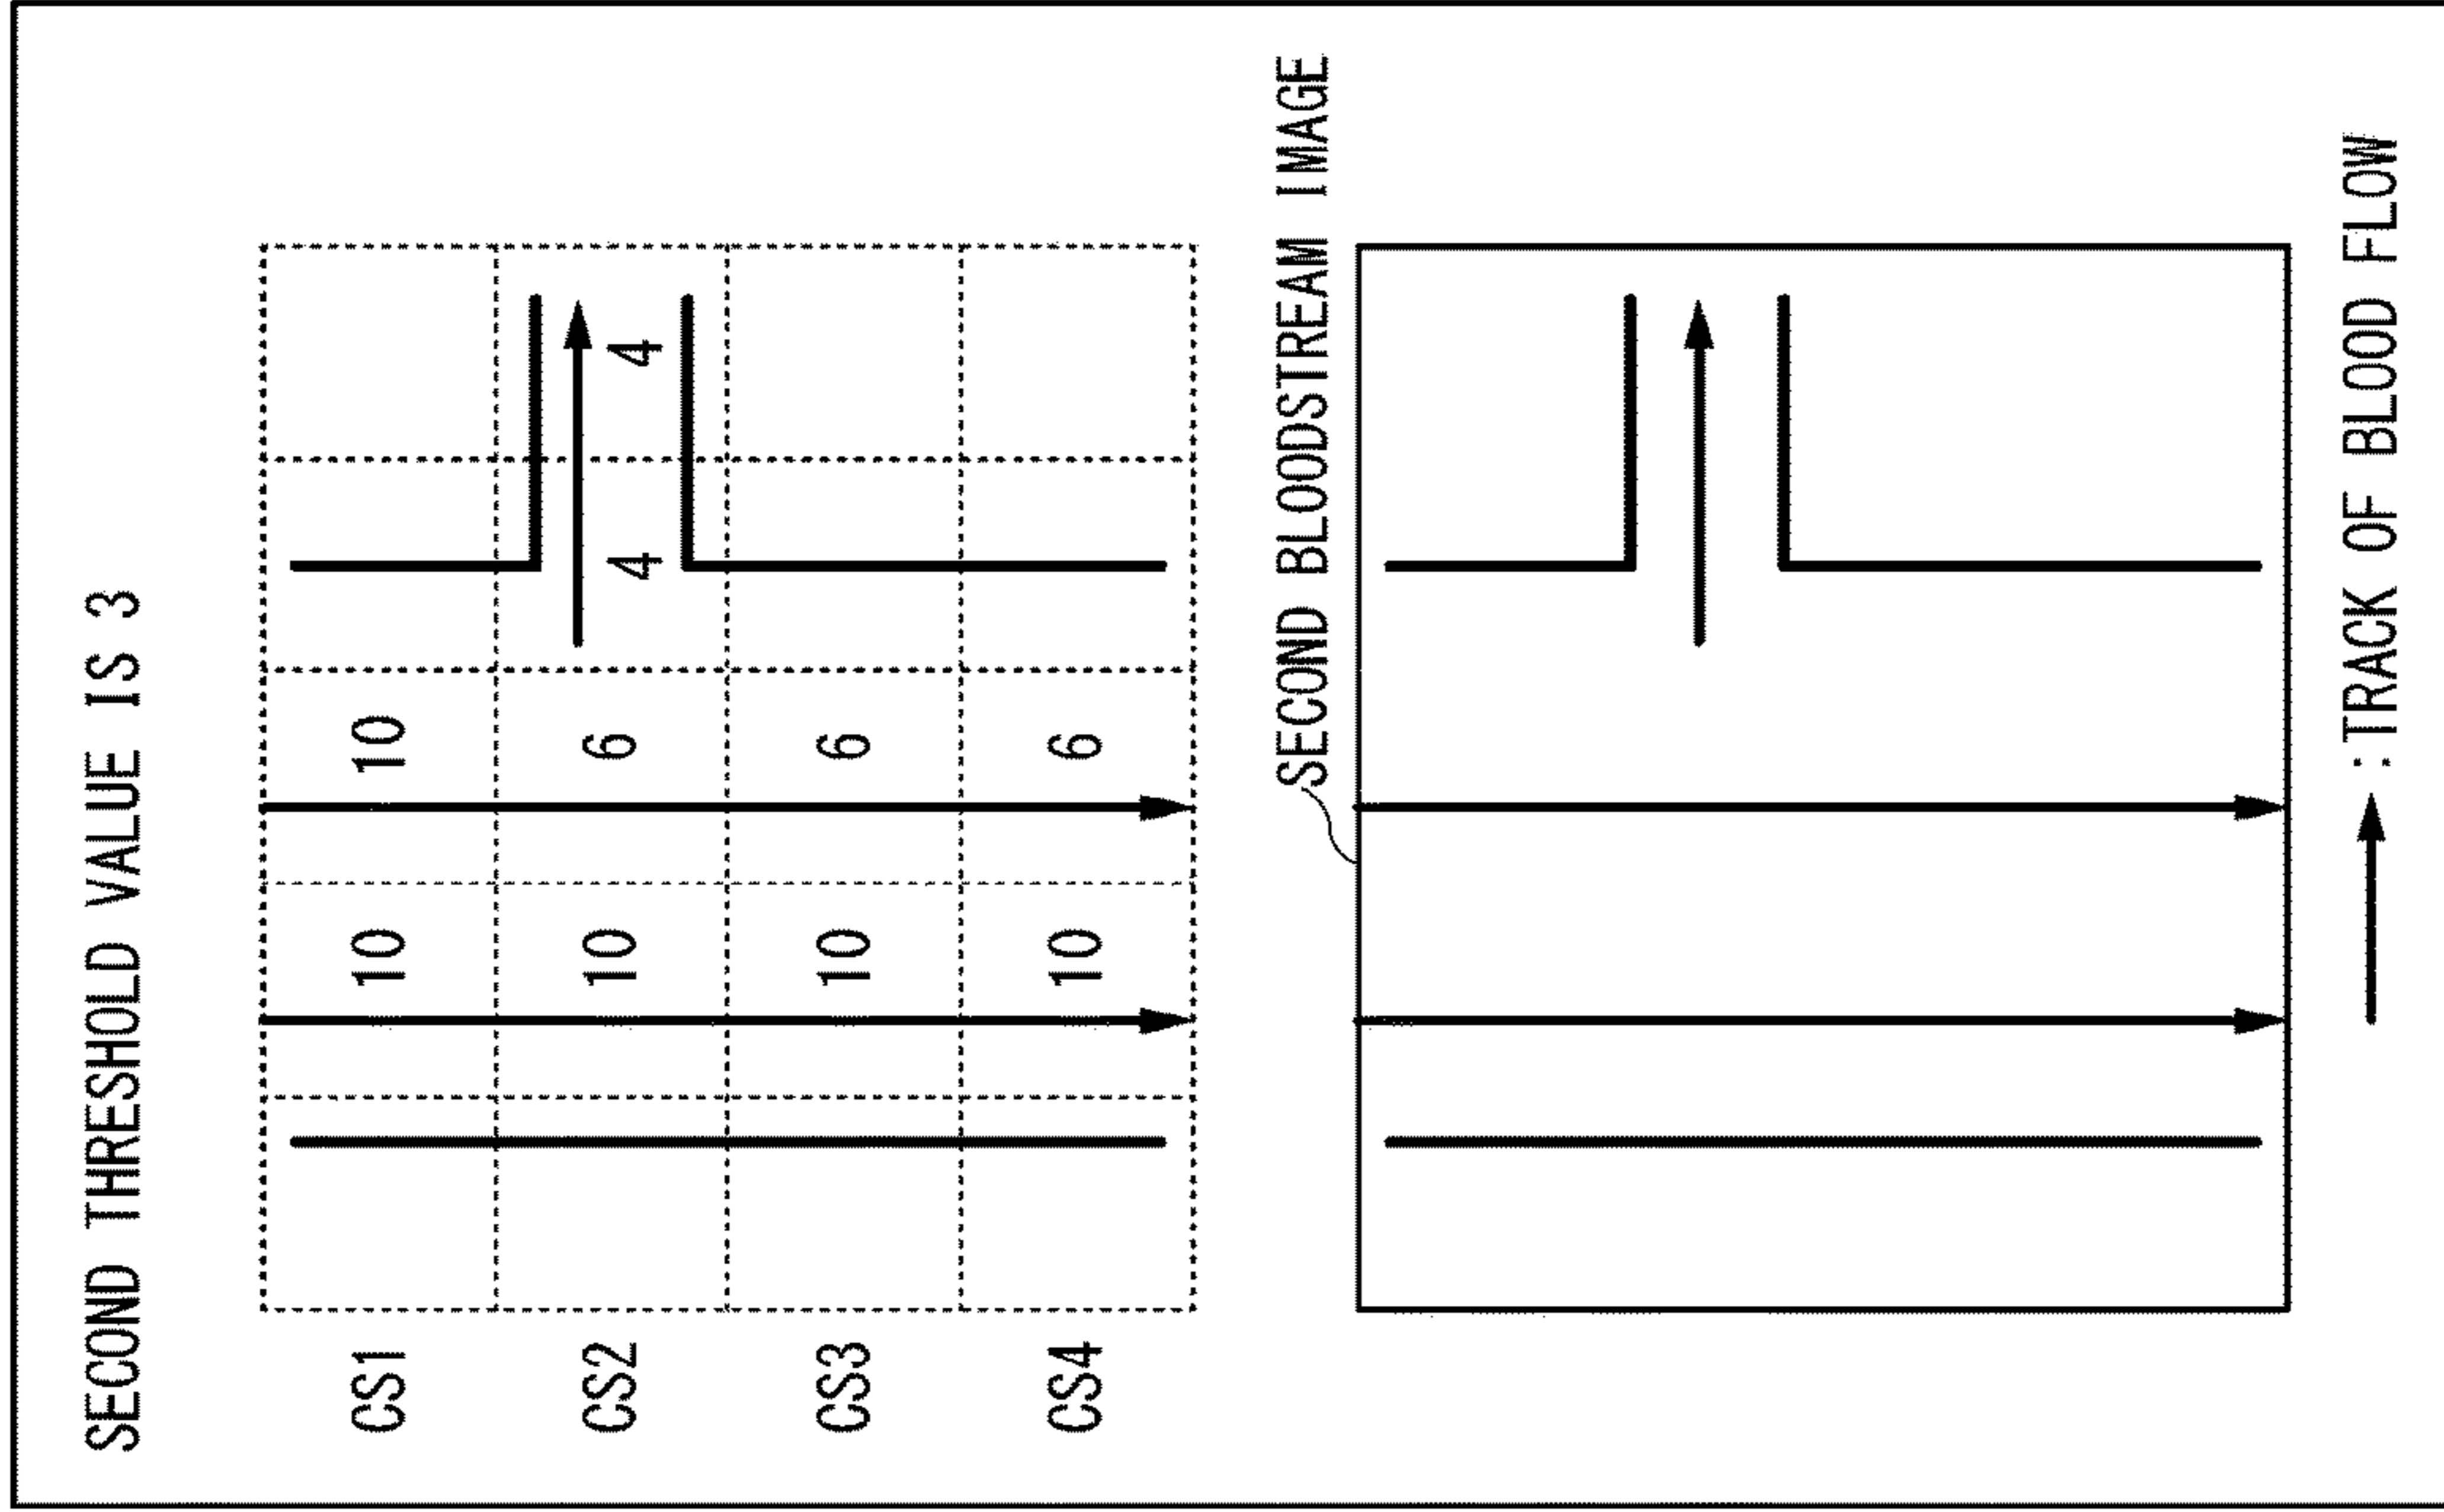 SECOND THRESHOLD VALUE IS 3
CS1 10 10
CS2 10 6 4 4
CS3 10 6
CS4 10 6
SECOND BLOODSTREAM IMAGE
:TRACK OF BLOOD FLOW